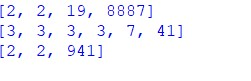 [2, 2, 19, 8887]
[3, 3, 3, 3, 7, 41]
[2, 2, 941]